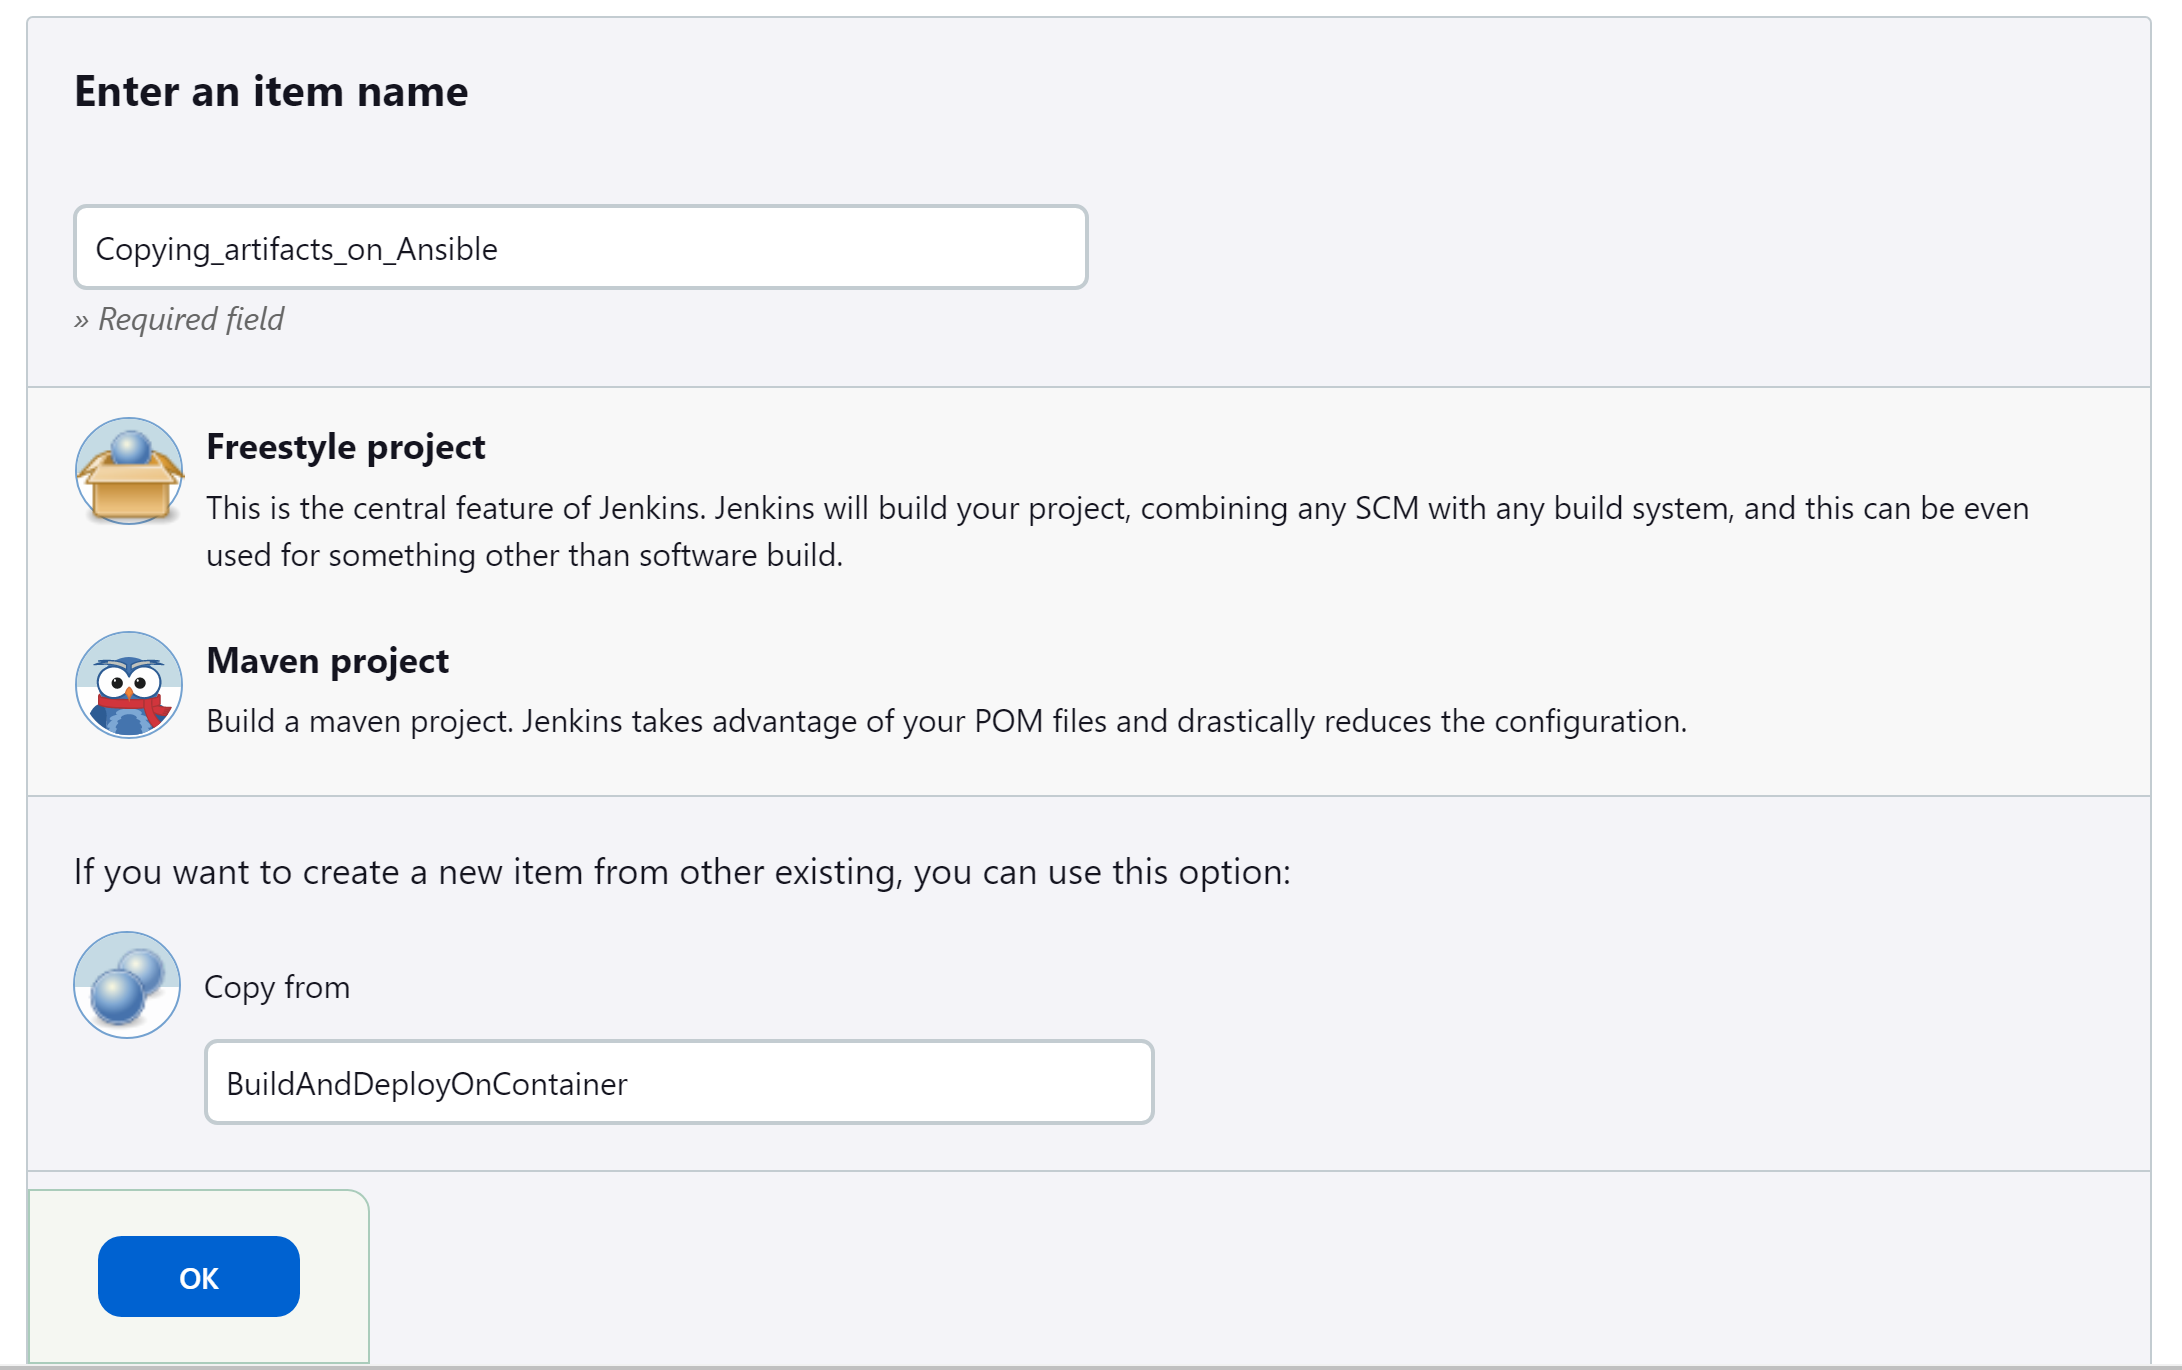 Enter an item name
Copying_artifacts_on_Ansible
» Required field
Freestyle project
This is the central feature of Jenkins. Jenkins will build your project, combining any SCM with any build system, and this can be even
used for something other than software build.
Maven project
Build a maven project. Jenkins takes advantage of your POM files and drastically reduces the configuration.
If you want to create a new item from other existing, you can use this option:
Copy from
BuildAndDeployOnContainer
OK